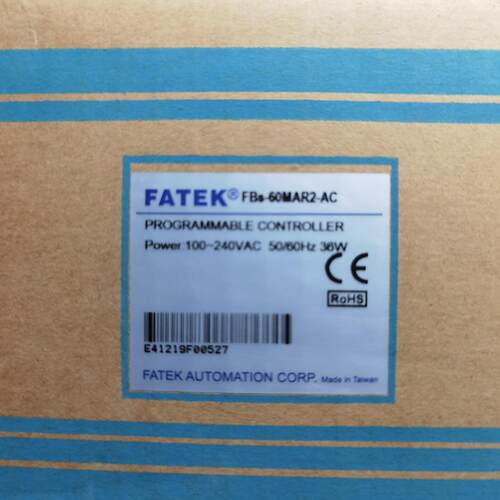 FATEK® FBs-60MAR2-AC
PROGRAMMABLE CONTROLLER
Power:100~240VAC 50/60Hz 36W
CE
RoHS
E41219F00527
FATEK AUTOMATION CORP. Made in Taiwan